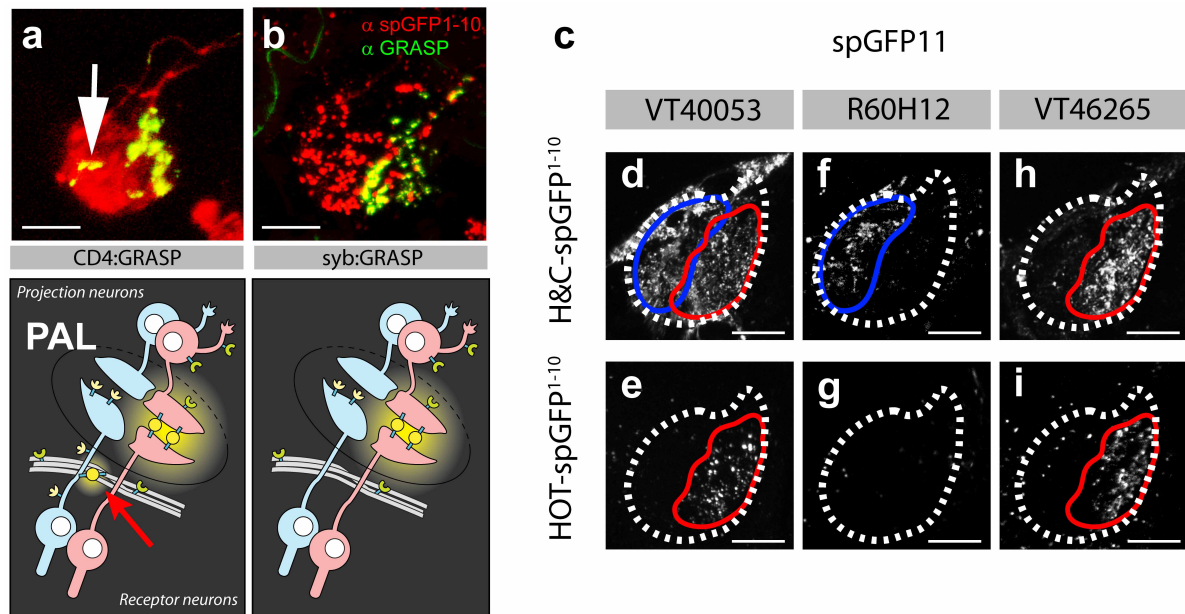 a
b
α spGFP1-10
α GRASP
CD4:GRASP
syb:GRASP
Projection neurons
PAL
Receptor neurons
c
spGFP11
VT40053
R60H12
VT46265
H&C-spGFP1-10
d
f
h
HOT-spGFP1-10
e
g
i